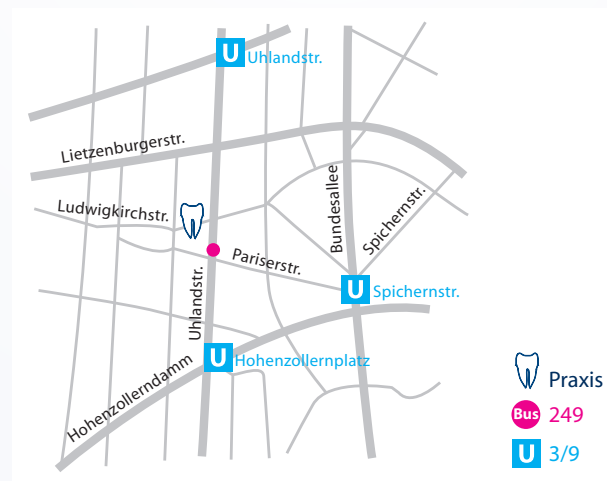 U Uhlandstr.
Lietzenburgerstr.
Ludwigkirchstr.
Bundesallee
Spichernstr.
Pariserstr.
Uhlandstr.
U Spichernstr.
U Hohenzollernplatz
Hohenzollerndamm
Praxis
Bus 249
U 3/9